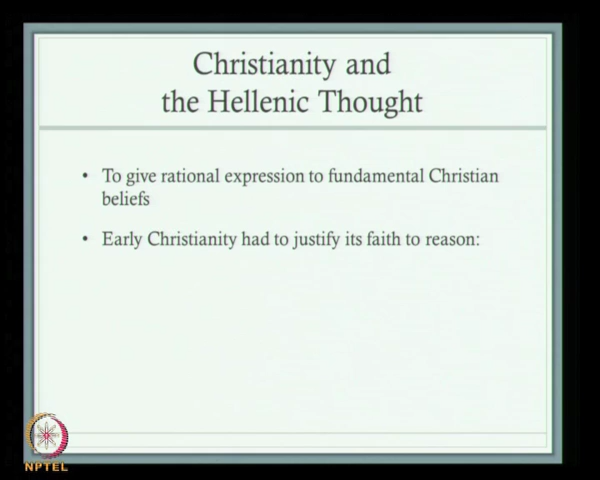 Christianity and
the Hellenic Thought
• To give rational expression to fundamental Christian
beliefs
• Early Christianity had to justify its faith to reason:
NPTEL